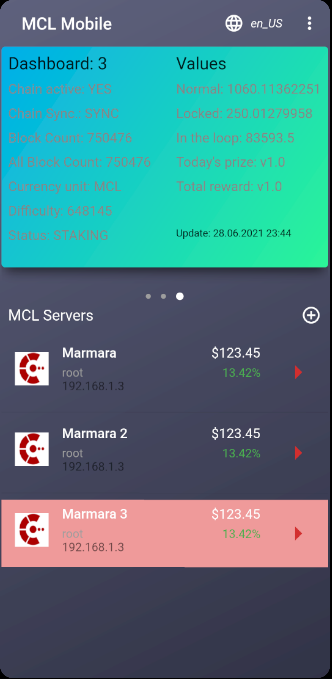 MCL Mobile
en_US
Dashboard: 3
Values
Chain active: YES
Normal: 1060.11362251
Chain Sync.: SYNC
Locked: 250.01279958
Block Count: 750476
In the loop: 83593.5
All Block Count: 750476
Today's prize: v1.0
Currency unit: MCL
Total reward: v1.0
Difficulty: 648145
Status: STAKING
Update: 28.06.2021 23:44
MCL Servers
Marmara
$123.45
root
13.42%
192.168.1.3
Marmara 2
$123.45
root
13.42%
192.168.1.3
Marmara 3
$123.45
root
13.42%
192.168.1.3